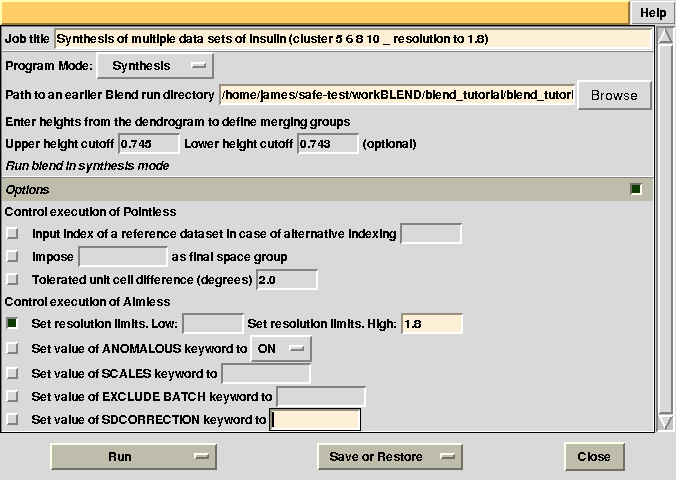 Help
Job title Synthesis of multiple data sets of insulin (cluster 5 6 8 10 _ resolution to 1.8)
Program Mode: Synthesis
Path to an earlier Blend run directory /home/james/safe-test/workBLEND/blend_tutorial/blend_tutori Browse
Enter heights from the dendrogram to define merging groups
Upper height cutoff 0.745 Lower height cutoff 0.743 (optional)
Run blend in synthesis mode
Options
Control execution of Pointless
Input index of a reference dataset in case of alternative indexing
Impose as final space group
Tolerated unit cell difference (degrees) 2.0
Control execution of Aimless
Set resolution limits. Low: Set resolution limits. High: 1.8
Set value of ANOMALOUS keyword to ON
Set value of SCALES keyword to
Set value of EXCLUDE BATCH keyword to
Set value of SDCORRECTION keyword to
Run Save or Restore Close